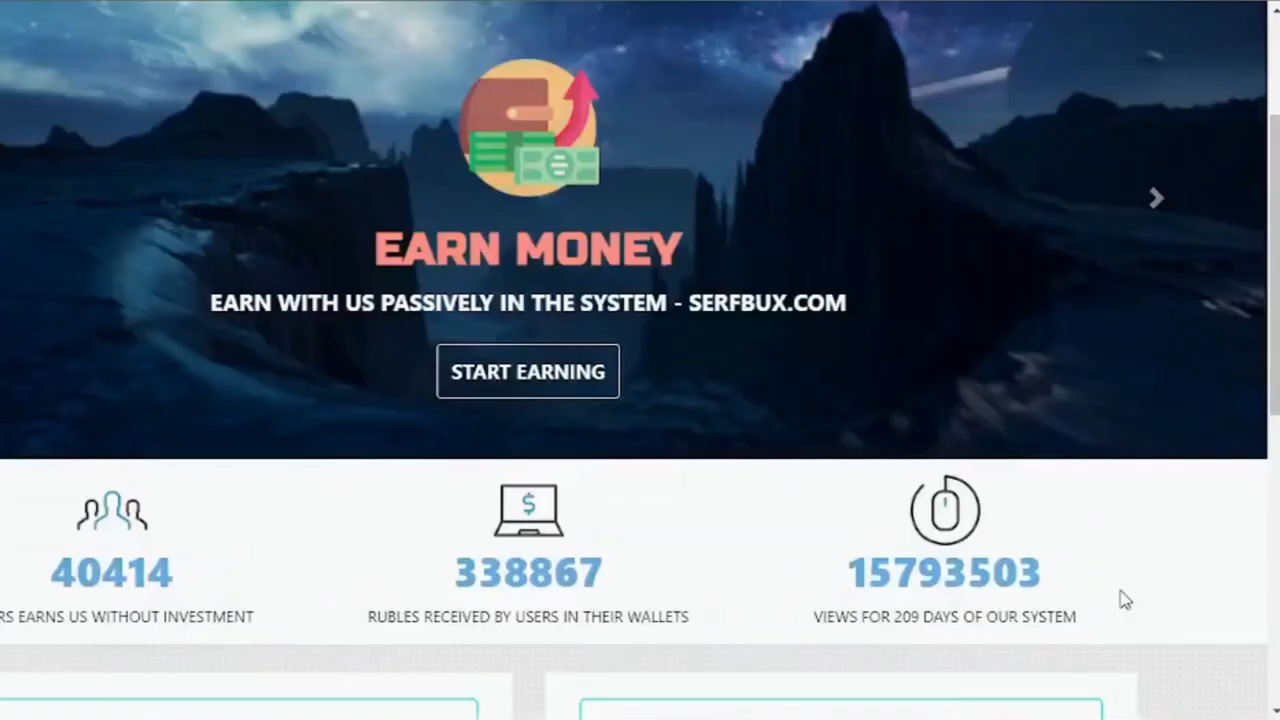 EARN MONEY
EARN WITH US PASSIVELY IN THE SYSTEM - SERFBUX.COM
START EARNING
40414
338867
15793503
EARNS US WITHOUT INVESTMENT
RUBLES RECEIVED BY USERS IN THEIR WALLETS
VIEWS FOR 209 DAYS OF OUR SYSTEM